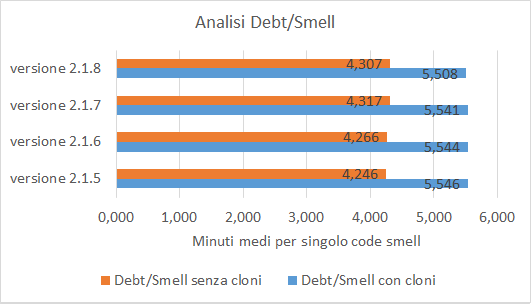 Analisi Debt/Smell
versione 2.1.8
4,307
5,508
versione 2.1.7
4,317
5,541
versione 2.1.6
4,266
5,544
versione 2.1.5
4,246
5,546
0,000 1,000 2,000 3,000 4,000 5,000 6,000
Minuti medi per singolo code smell
Debt/Smell senza cloni Debt/Smell con cloni